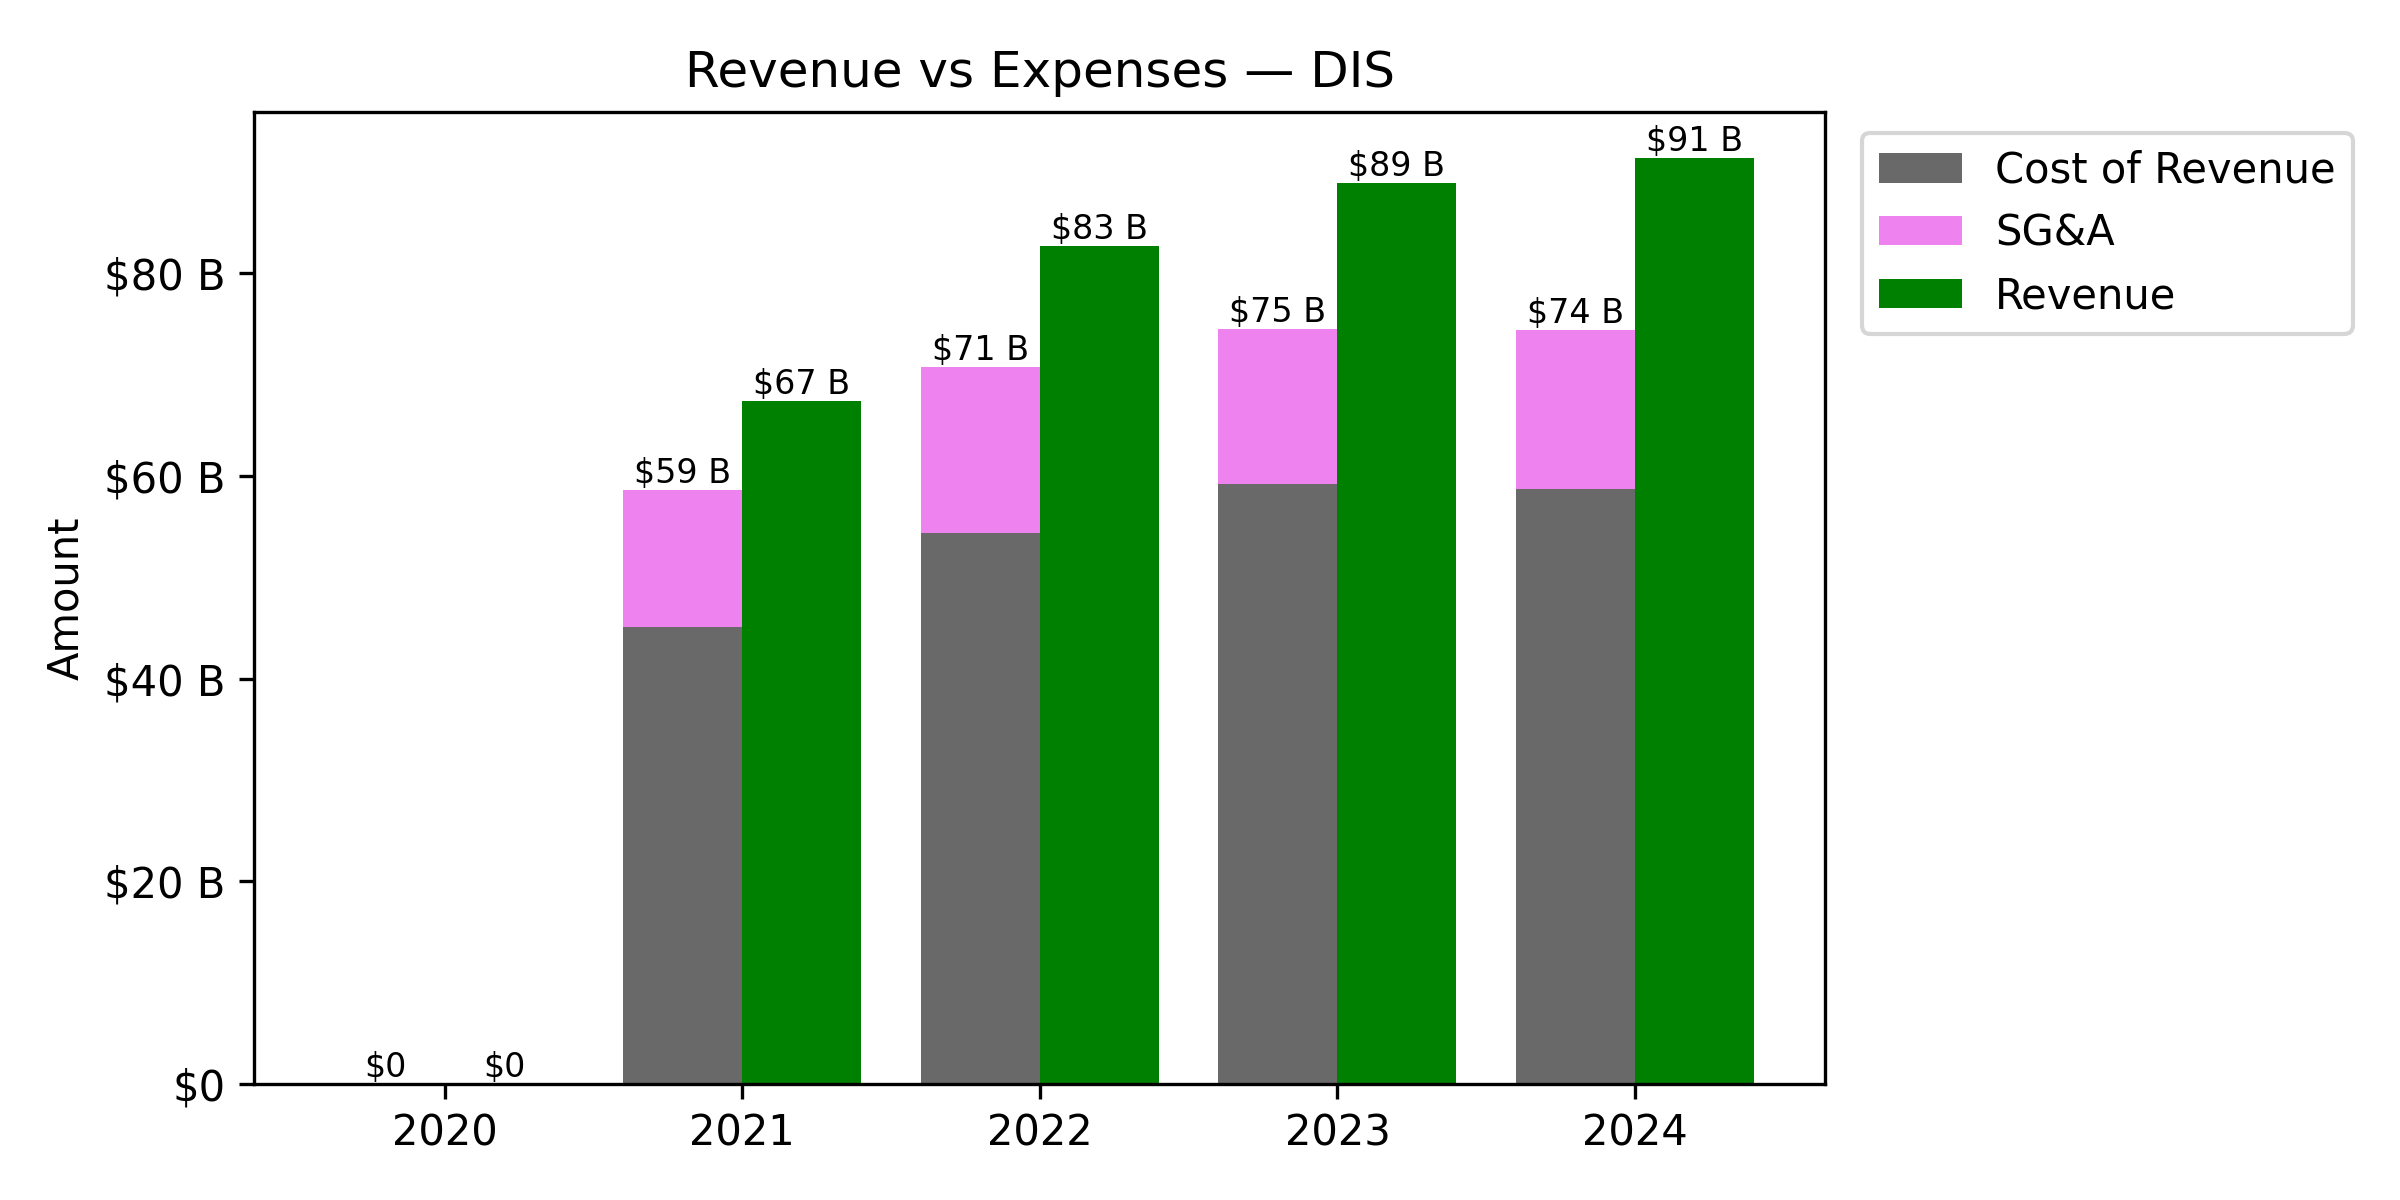 Revenue vs Expenses — DIS
Cost of Revenue
SG&A
Revenue
Amount
$80 B
$60 B
$40 B
$20 B
$0
$0 $0
$59 B $67 B
$71 B $83 B
$75 B $89 B
$74 B $91 B
2020 2021 2022 2023 2024